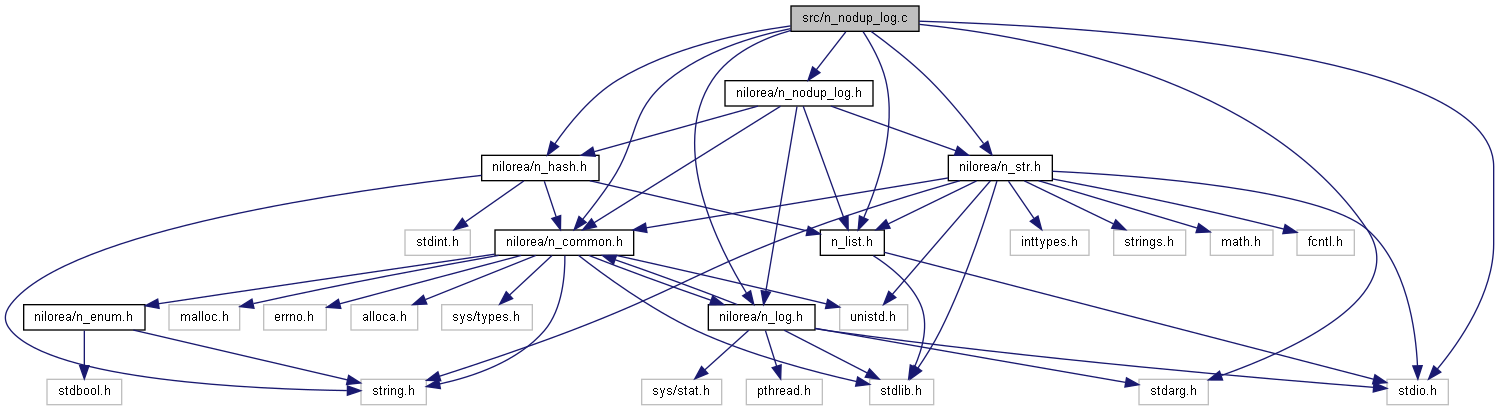 src/n_nodup_log.c
nilorea/n_nodup_log.h
nilorea/n_hash.h
nilorea/n_str.h
stdint.h
nilorea/n_common.h
n_list.h
inttypes.h
strings.h
math.h
fcntl.h
nilorea/n_enum.h
malloc.h
errno.h
alloca.h
sys/types.h
nilorea/n_log.h
unistd.h
stdbool.h
string.h
sys/stat.h
pthread.h
stdlib.h
stdarg.h
stdio.h